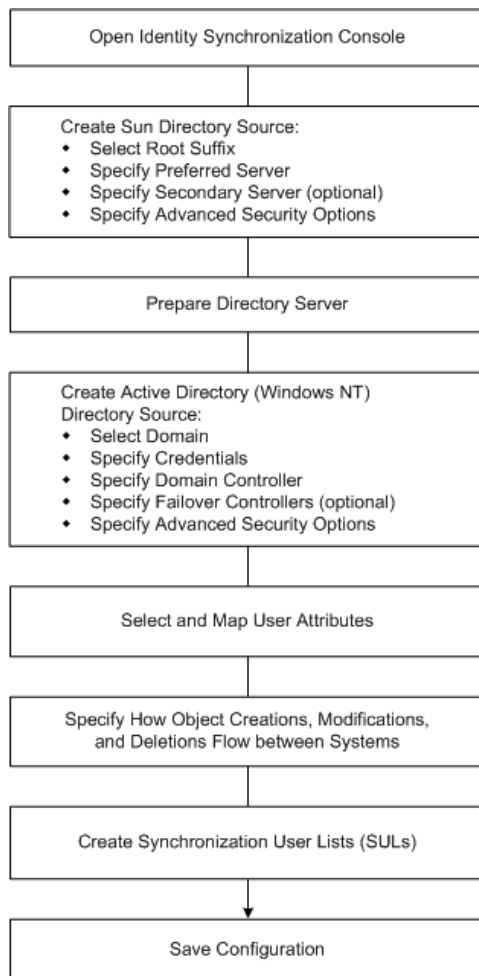 Open Identity Synchronization Console
Create Sun Directory Source:
◆ Select Root Suffix
◆ Specify Preferred Server
◆ Specify Secondary Server (optional)
◆ Specify Advanced Security Options
Prepare Directory Server
Create Active Directory (Windows NT)
Directory Source:
◆ Select Domain
◆ Specify Credentials
◆ Specify Domain Controller
◆ Specify Failover Controllers (optional)
◆ Specify Advanced Security Options
Select and Map User Attributes
Specify How Object Creations, Modifications,
and Deletions Flow between Systems
Create Synchronization User Lists (SULs)
Save Configuration